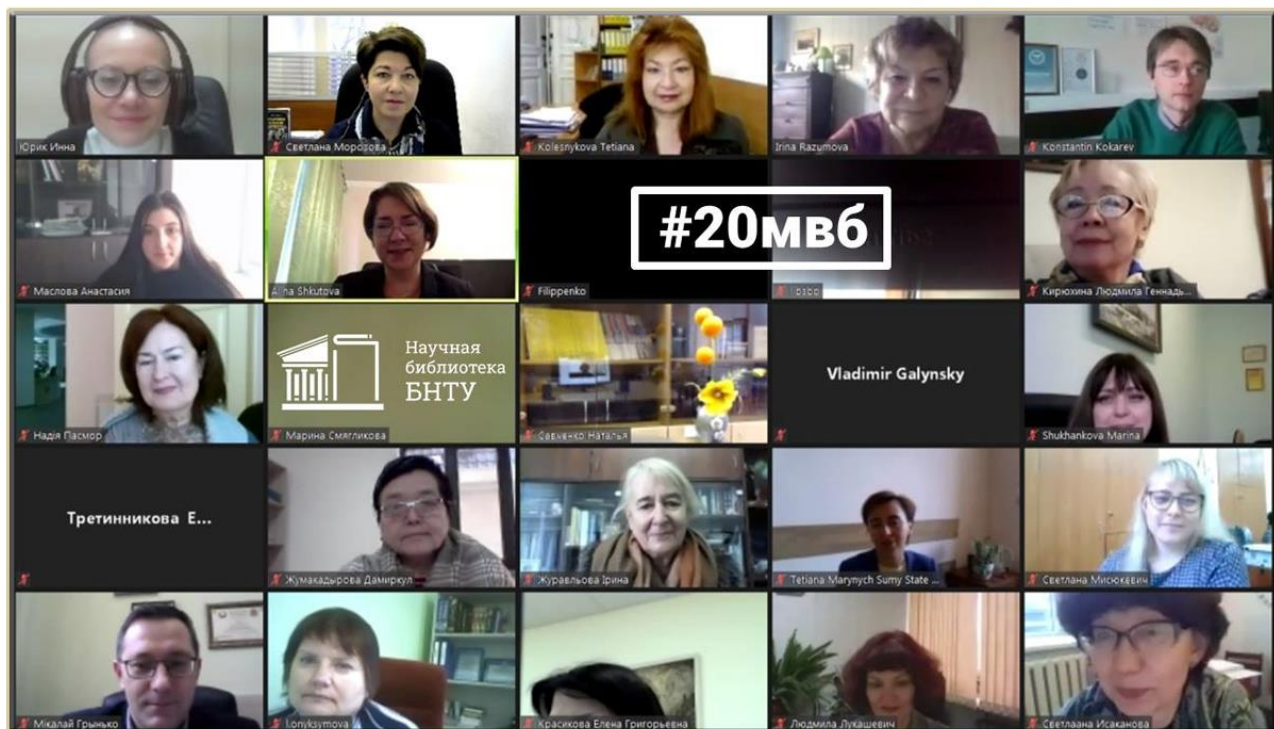 Юрик Инна
Светлана Морозова
Kolesnykova Tetiana
Irina Razumova
Konstantin Kokarev
Маслова Анастасия
Alina Shkutova
Filippenko
#20мвб
Кирюхина Людмила Геннадь...
Надія Пасмор
Научная
библиотека
БНТУ
Марина Смягликова
Савченко Наталья
Vladimir Galynsky
Shukhankova Marina
Третинникова Е...
Жумакадырова Дамиркул
Журавльова Ірина
Tetiana Marynych Sumy State ...
Светлана Мисюкевич
Мікалай Грынько
l.onyksymova
Красикова Елена Григорьевна
Людмила Лукашевич
Светлаана Исаканова